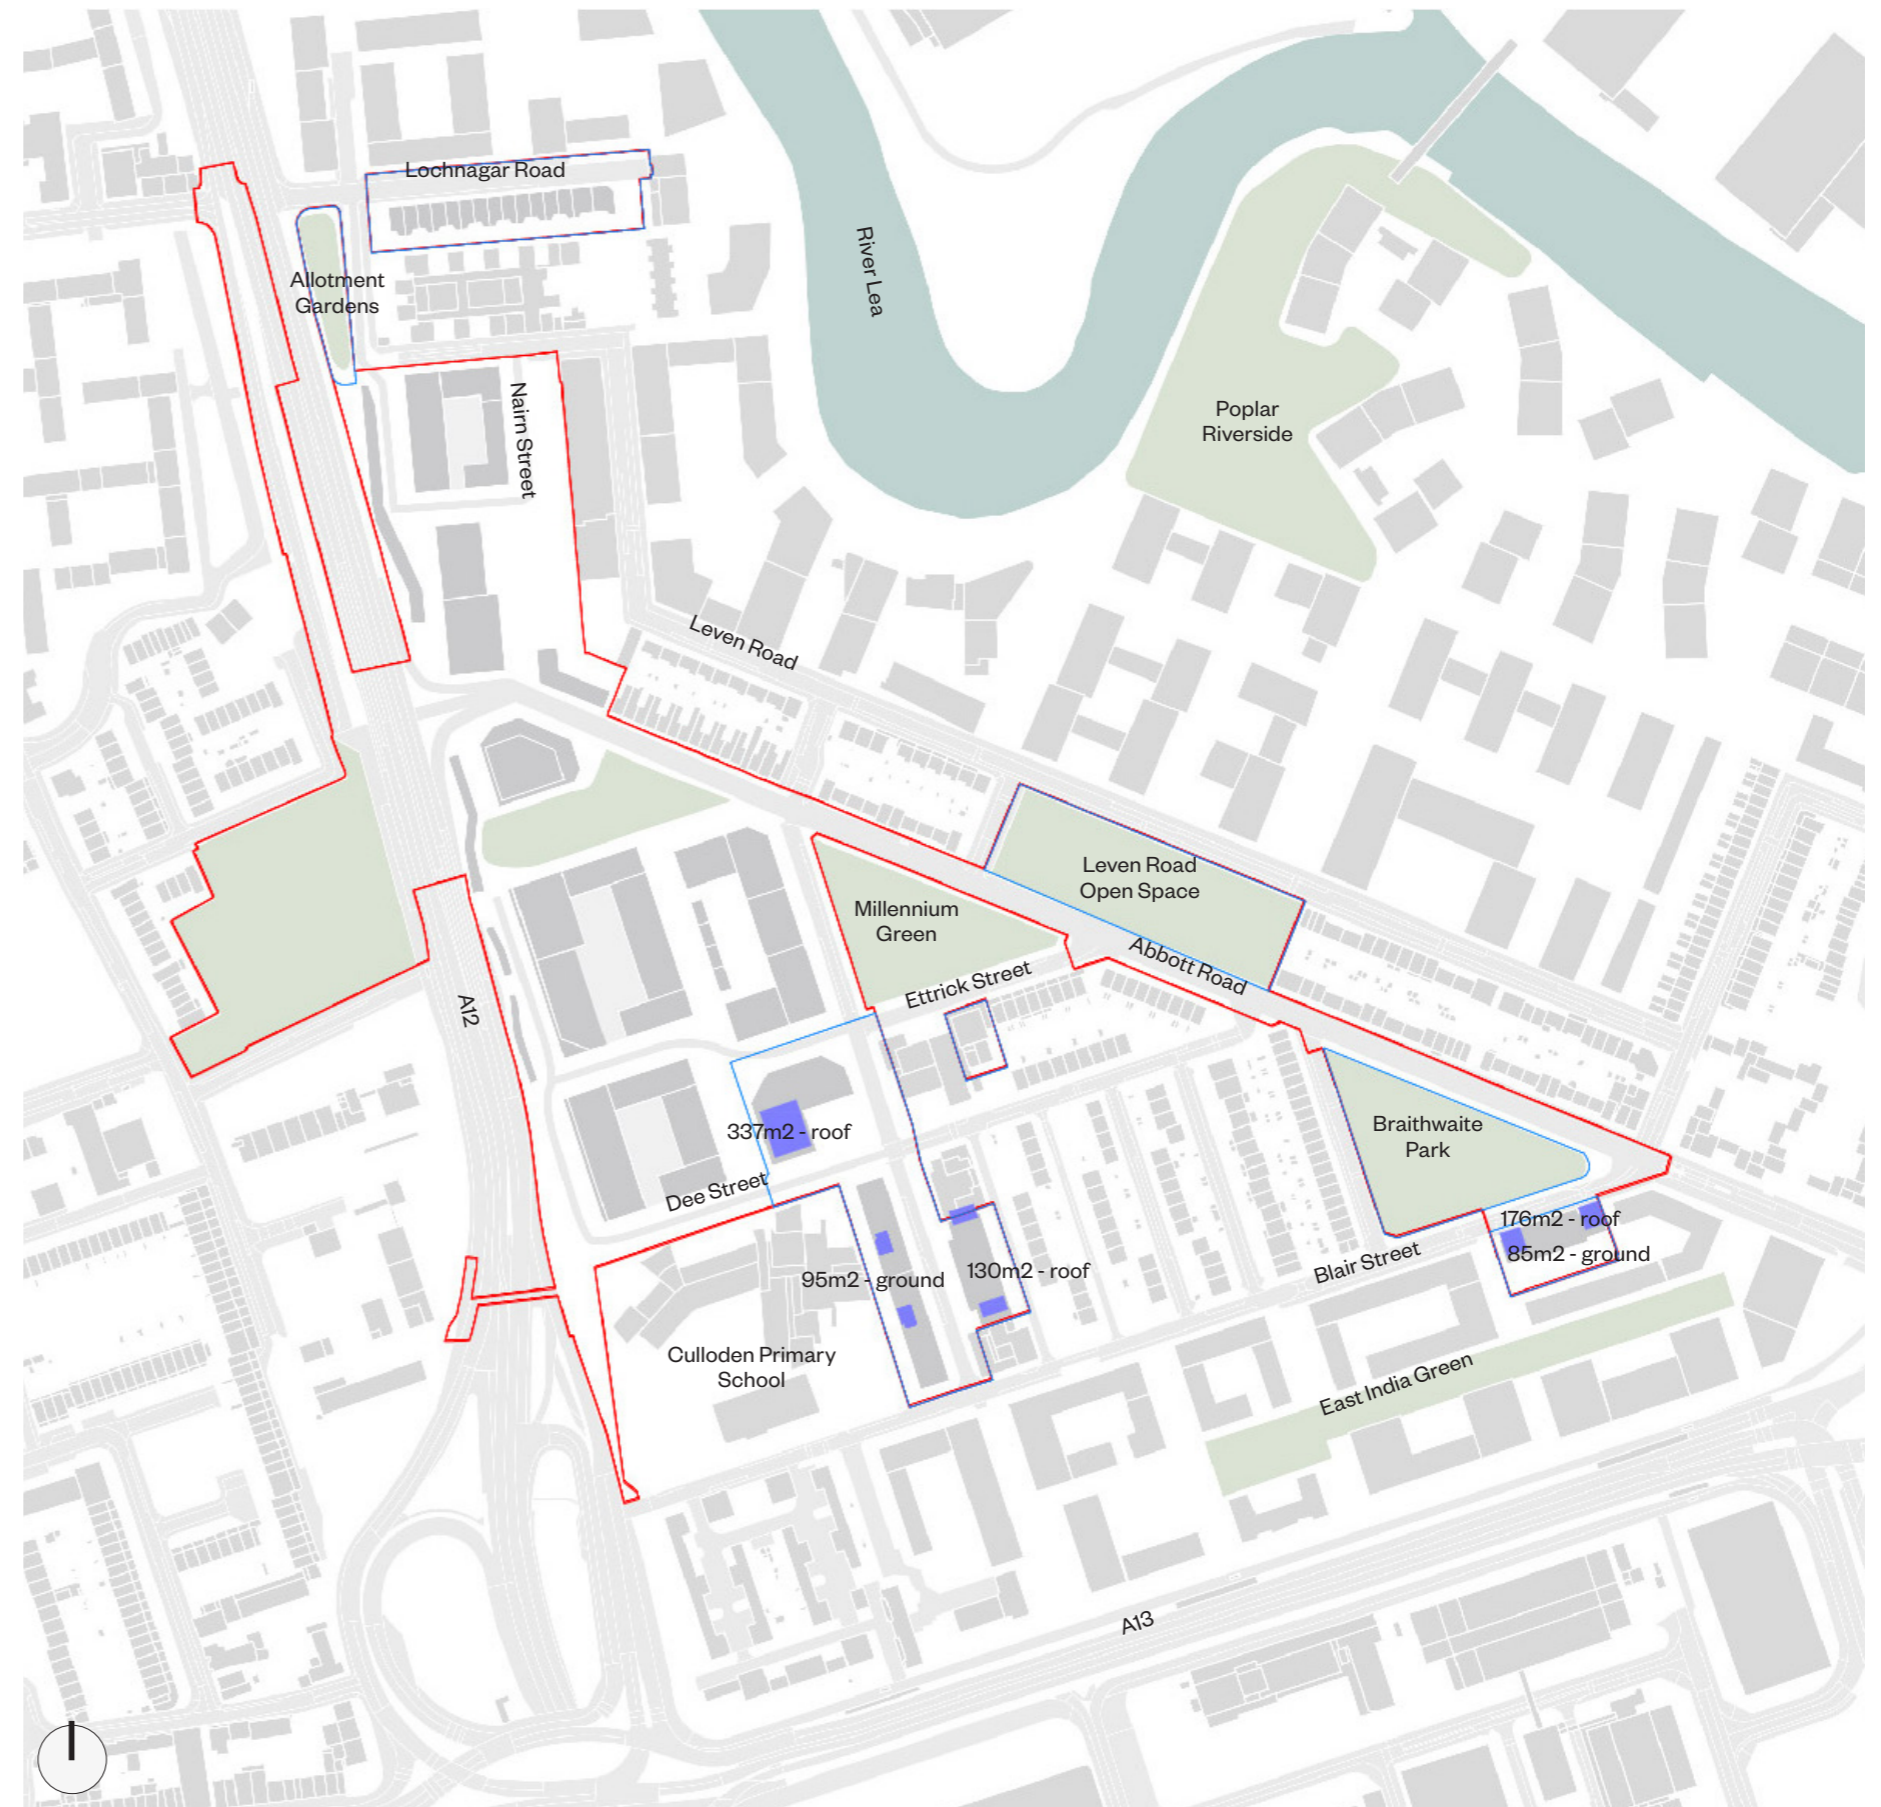 Lochnagar Road
Allotment
Gardens
River Lea
Nairn Street
Poplar
Riverside
Leven Road
Leven Road
Open Space
Millennium
Green
Abbott Road
Ettrick Street
A12
337m2 - roof
Braithwaite
Park
Dee Street
176m2 - roof
85m2 - ground
Blair Street
95m2 - ground
130m2 - roof
Culloden Primary
School
East India Green
A13